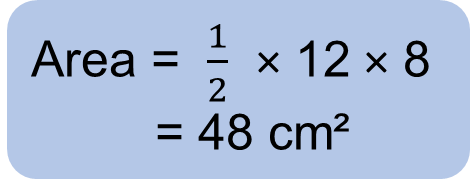 Area = 1/2 × 12 × 8
= 48 cm²